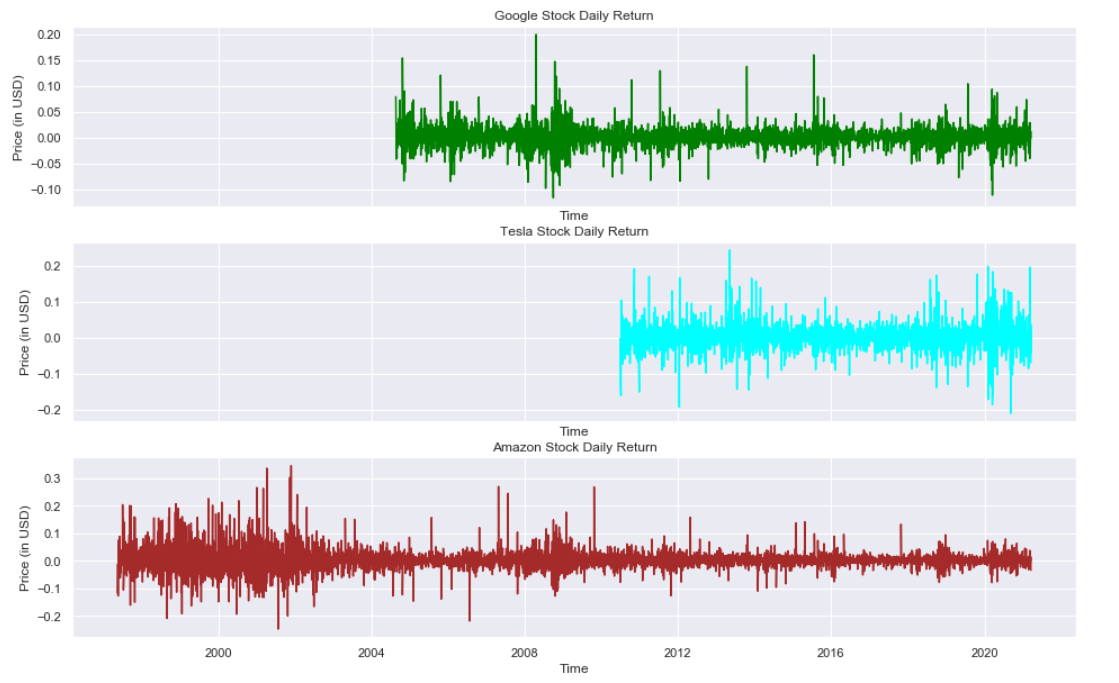 Google Stock Daily Return
0.20
0.15
0.10
0.05
0.00
−0.05
−0.10
Price (in USD)
Time
Tesla Stock Daily Return
0.2
0.1
0.0
−0.1
−0.2
Price (in USD)
Time
Amazon Stock Daily Return
0.3
0.2
0.1
0.0
−0.1
−0.2
Price (in USD)
2000 2004 2008 2012 2016 2020
Time